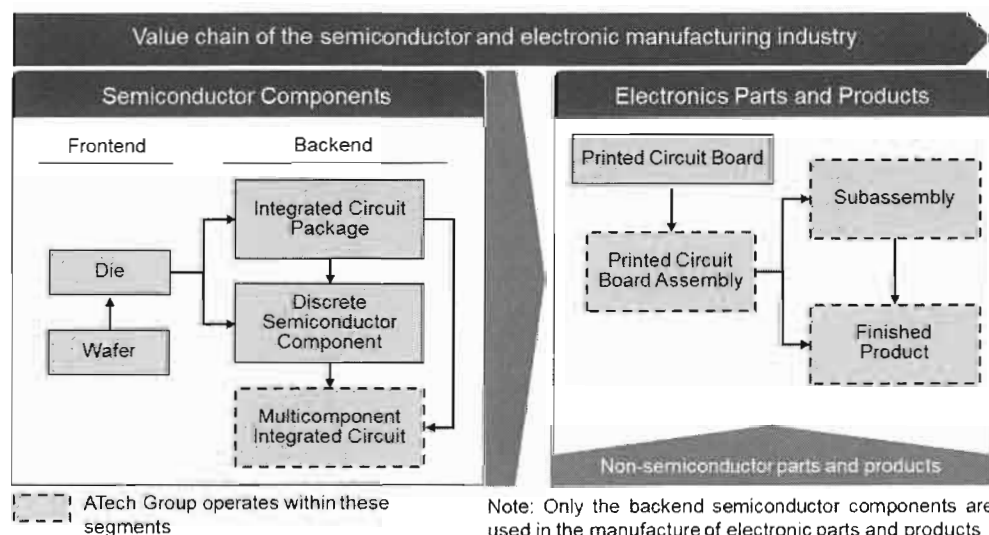 Value chain of the semiconductor and electronic manufacturing industry
Semiconductor Components
Frontend
Backend
Integrated Circuit
Package
Die
Discrete
Semiconductor
Component
Wafer
Multicomponent
Integrated Circuit
Electronics Parts and Products
Printed Circuit Board
Subassembly
Printed Circuit
Board Assembly
Finished
Product
Non-semiconductor parts and products
ATech Group operates within these
segments
Note: Only the backend semiconductor components are
used in the manufacture of electronic parts and products